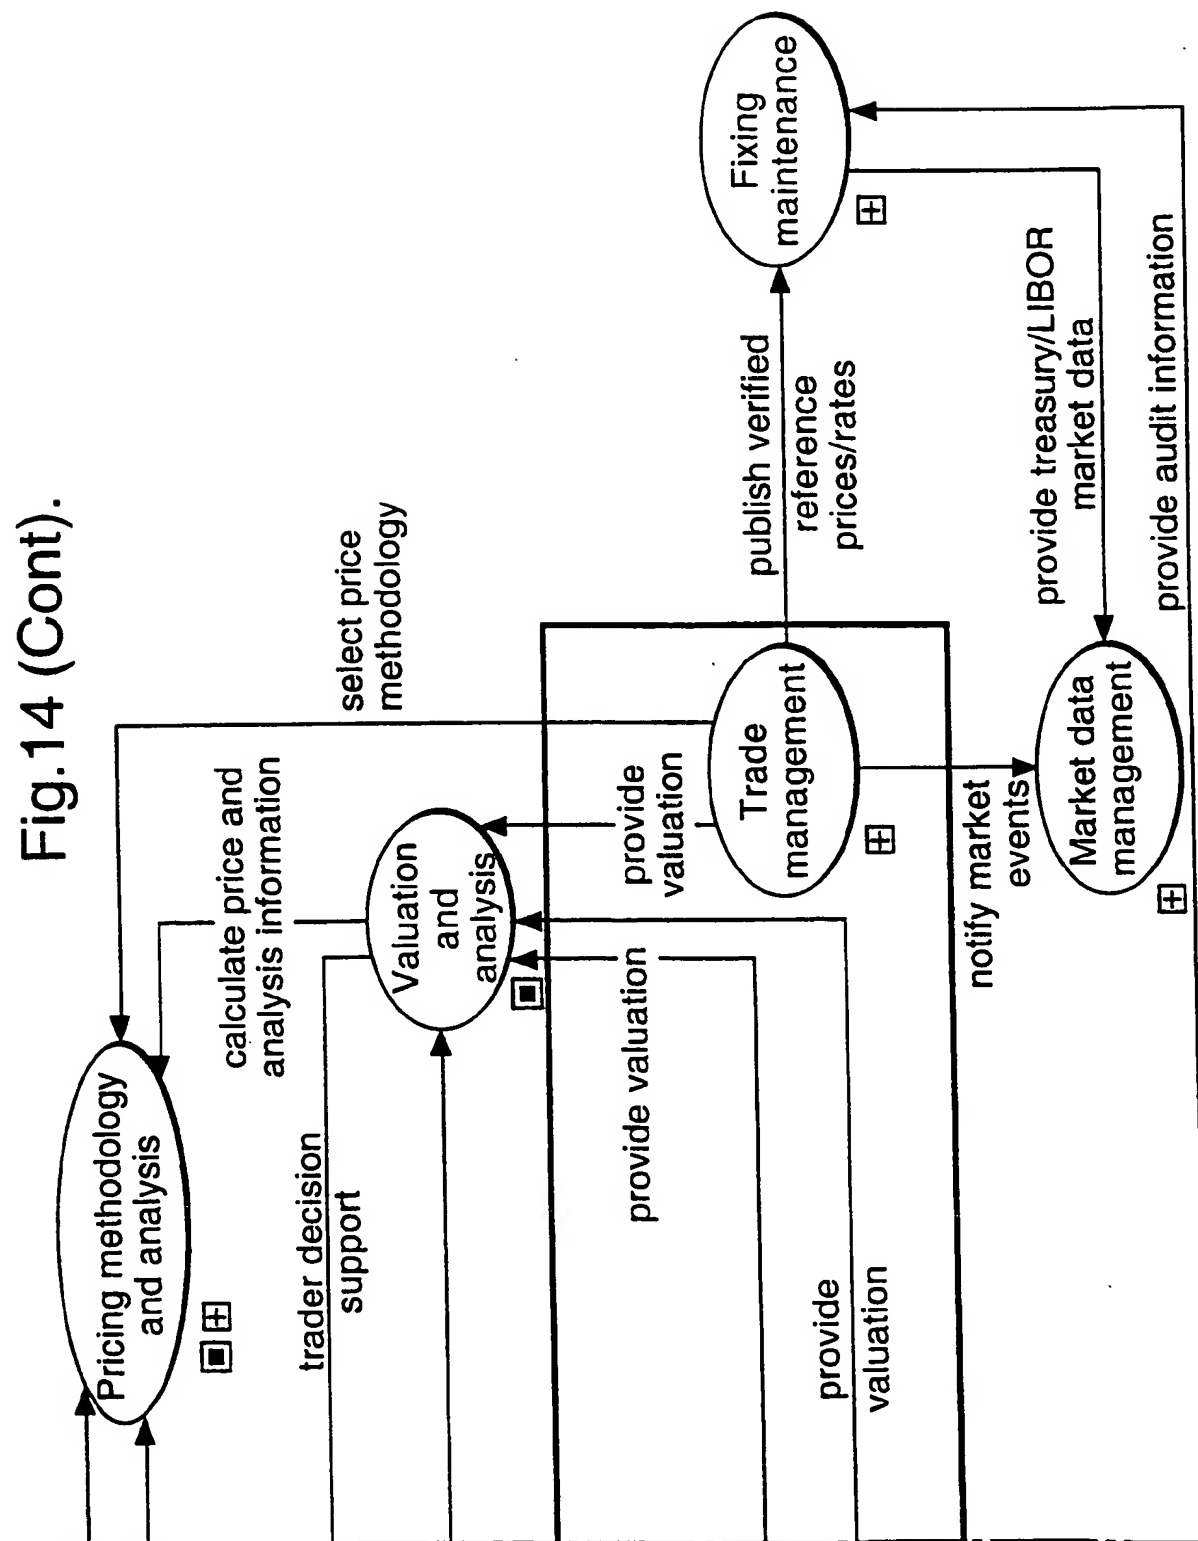 Fig.14 (Cont).
Pricing methodology
and analysis
select price
methodology
calculate price and
analysis information
trader decision
support
Valuation
and
analysis
provide
valuation
provide valuation
provide
valuation
Trade
management
publish verified
reference
prices/rates
Fixing
maintenance
notify market
events
Market data
management
provide treasury/LIBOR
market data
provide audit information